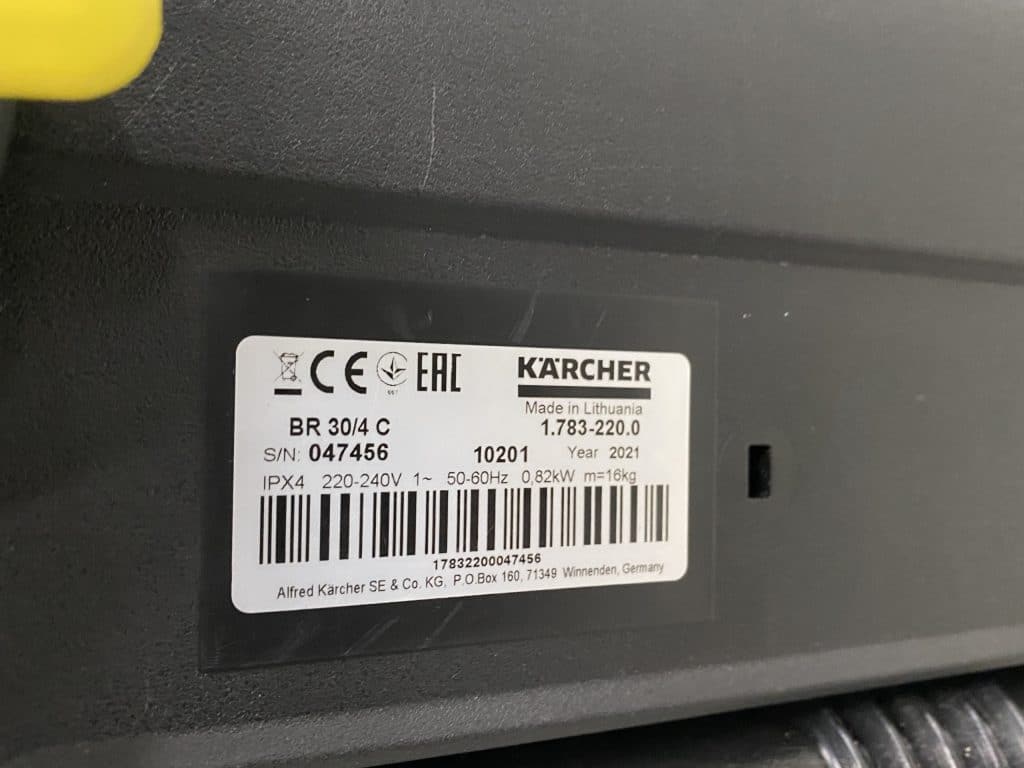 CE EAC KÄRCHER
Made in Lithuania
BR 30/4 C 1.783-220.0
S/N: 047456 10201 Year 2021
IPX4 220-240V 1~ 50-60Hz 0,82kW m=16kg
17832200047456
Alfred Kärcher SE & Co. KG, P.O.Box 160, 71349 Winnenden, Germany